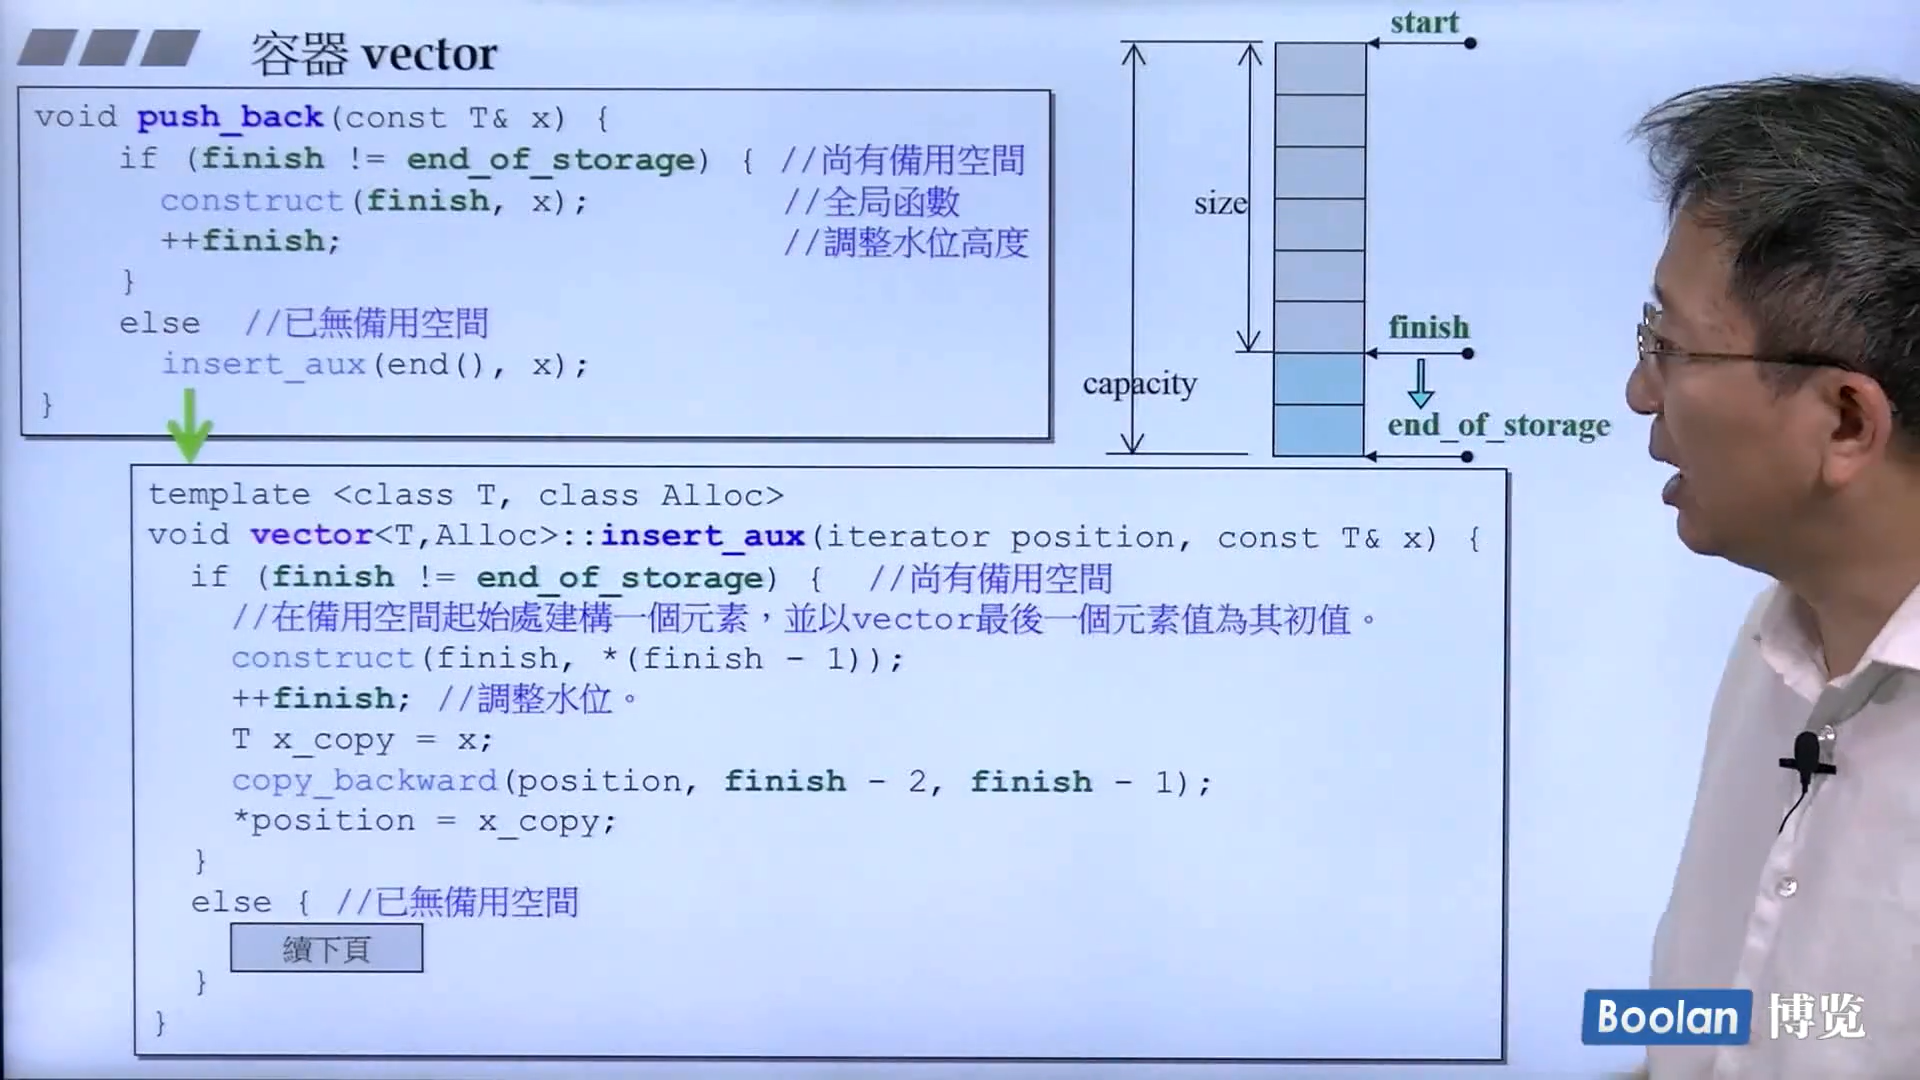 容器 vector
void push_back(const T& x) {
if (finish != end_of_storage) { //尚有備用空間
construct(finish, x); //全局函數
++finish; //調整水位高度
}
else //已無備用空間
insert_aux(end(), x);
}
start
size
finish
capacity
end_of_storage
template <class T, class Alloc>
void vector<T,Alloc>::insert_aux(iterator position, const T& x) {
if (finish != end_of_storage) { //尚有備用空間
//在備用空間起始處建構一個元素，並以vector最後一個元素值為其初值。
construct(finish, *(finish - 1));
++finish; //調整水位。
T x_copy = x;
copy_backward(position, finish - 2, finish - 1);
*position = x_copy;
}
else { //已無備用空間
續下頁
}
}
Boolan 博览